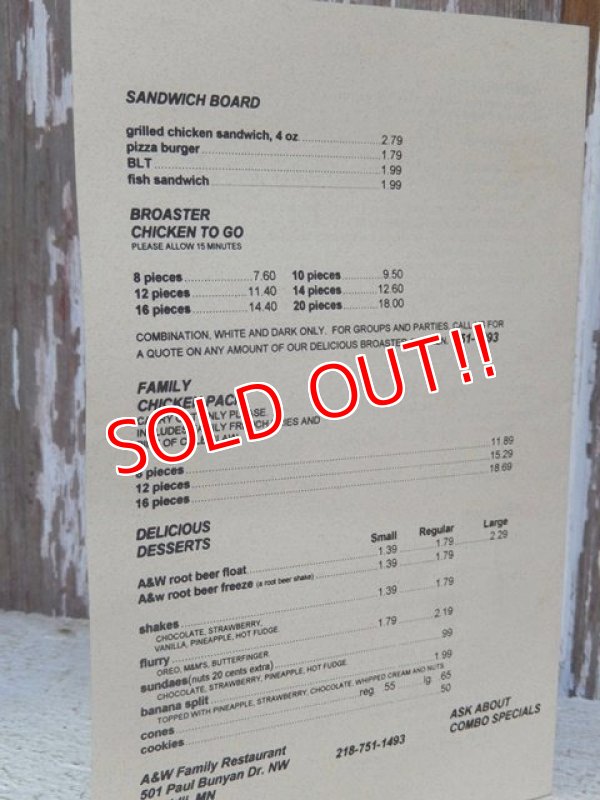 SANDWICH BOARD
grilled chicken sandwich, 4 oz 2.79
pizza burger 1.79
BLT 1.99
fish sandwich 1.99
BROASTER
CHICKEN TO GO
PLEASE ALLOW 15 MINUTES
8 pieces 7.60 10 pieces 9.50
12 pieces 11.40 14 pieces 12.60
16 pieces 14.40 20 pieces 18.00
COMBINATION, WHITE AND DARK ONLY. FOR GROUPS AND PARTIES, FOR
A QUOTE ON ANY AMOUNT OF OUR DELICIOUS BROASTER
FAMILY
CHICKEN PACK
ONLY PLEASE.
AND
SOLD OUT!!
pieces 11.89
12 pieces 15.29
16 pieces 18.69
DELICIOUS
DESSERTS
Small Regular Large
A&W root beer float 1.39 1.79 2.29
A&w root beer freeze (a root beer shake) 1.39 1.79
shakes 1.39 1.79
CHOCOLATE, STRAWBERRY,
VANILLA, PINEAPPLE, HOT FUDGE
flurry 1.79 2.19
OREO, M&M'S, BUTTERFINGER
sundaes(nuts 20 cents extra) .99
CHOCOLATE, STRAWBERRY, PINEAPPLE, HOT FUDGE
banana split 1.99
TOPPED WITH PINEAPPLE, STRAWBERRY, CHOCOLATE, WHIPPED CREAM AND NUTS
cones reg .55 lg .65
cookies .50
A&W Family Restaurant 218-751-1493 ASK ABOUT
501 Paul Bunyan Dr. NW COMBO SPECIALS
MN